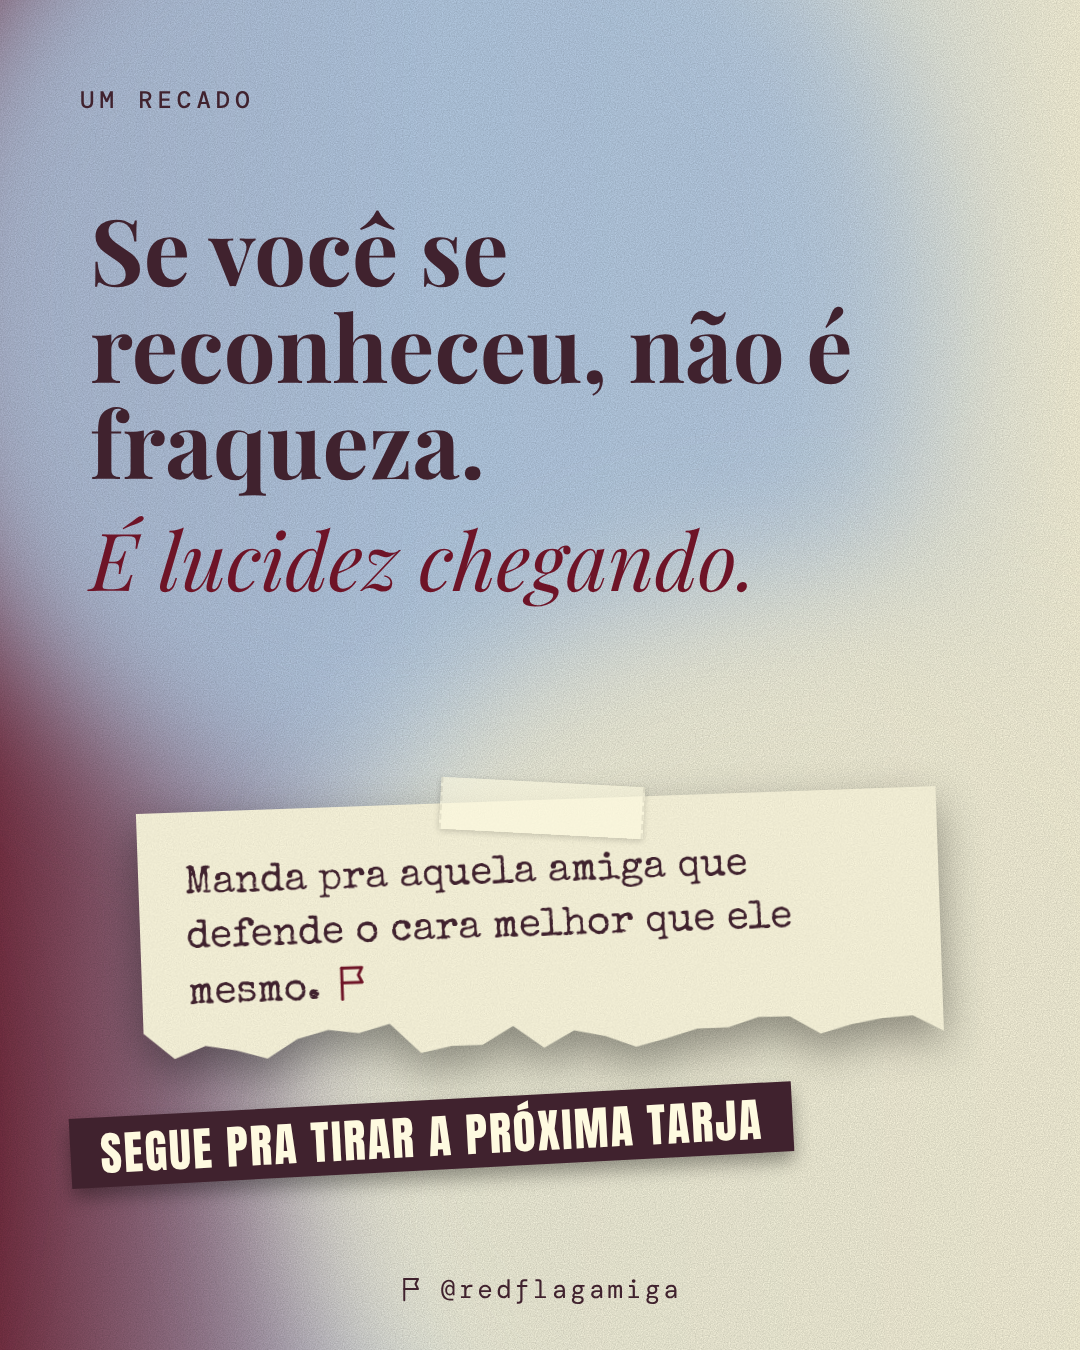 UM RECADO
Se você se
reconheceu, não é
fraqueza.
É lucidez chegando.
Manda pra aquela amiga que
defende o cara melhor que ele
mesmo.
SEGUE PRA TIRAR A PRÓXIMA TARJA
@redflagamiga